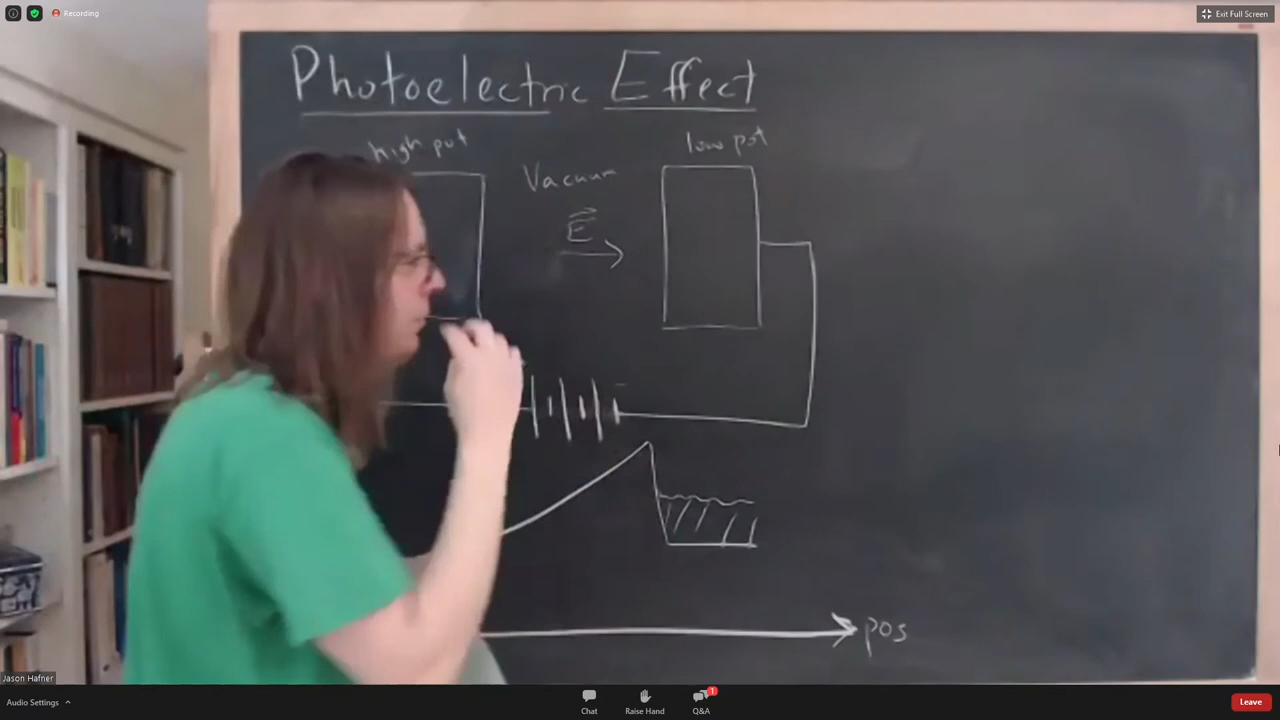 Recording
Exit Full Screen
Photoelectric Effect
high pot
low pot
Vacuum
E
pos
Jason Hafner
Audio Settings
Chat
Raise Hand
1
Q&A
Leave